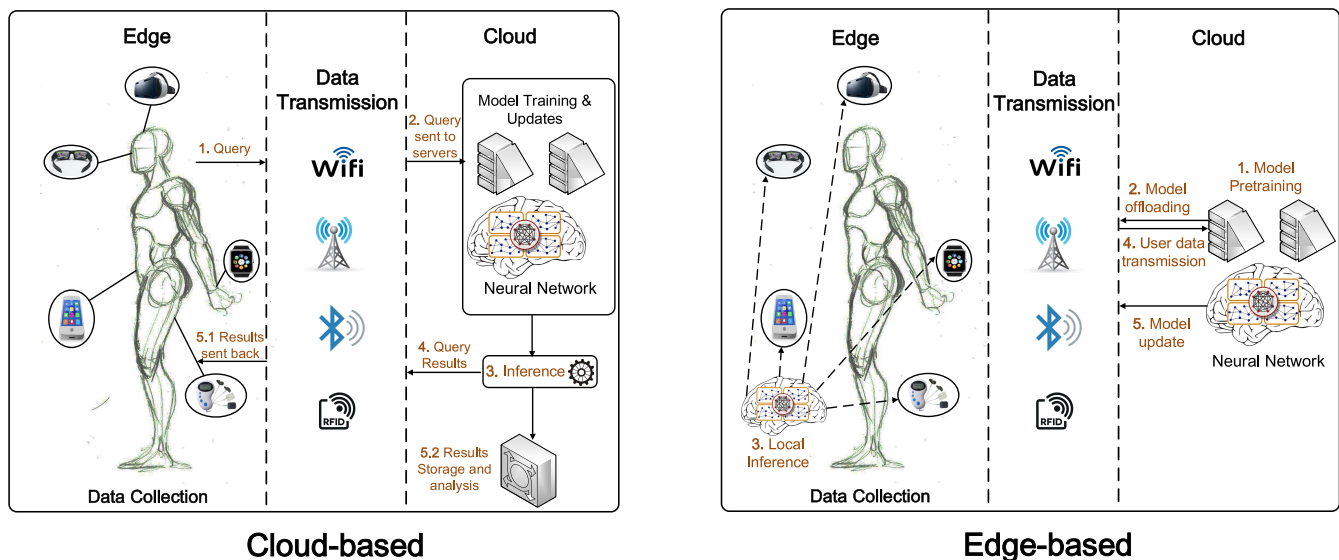 Edge
Data
Transmission
Cloud
1. Query
2. Query
sent to
servers
Model Training &
Updates
Wifi
Neural Network
5.1 Results
sent back
4. Query
Results
3. Inference
RFID
5.2 Results
Storage and
analysis
Data Collection
Cloud-based
Edge
Data
Transmission
Cloud
Wifi
1. Model
Pretraining
2. Model
offloading
4. User data
transmission
5. Model
update
Neural Network
RFID
3. Local
Inference
Data Collection
Edge-based